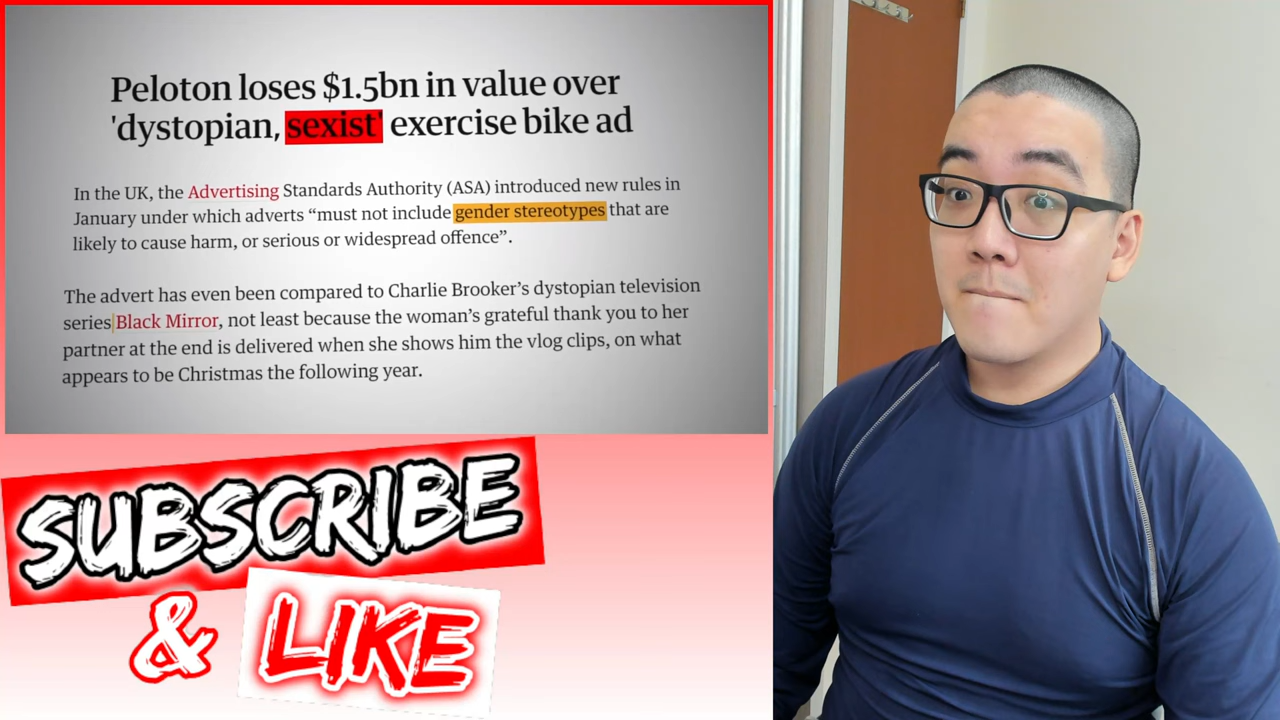 Peloton loses $1.5bn in value over
'dystopian, sexist' exercise bike ad
In the UK, the Advertising Standards Authority (ASA) introduced new rules in
January under which adverts “must not include gender stereotypes that are
likely to cause harm, or serious or widespread offence”.
The advert has even been compared to Charlie Brooker’s dystopian television
series Black Mirror, not least because the woman’s grateful thank you to her
partner at the end is delivered when she shows him the vlog clips, on what
appears to be Christmas the following year.
SUBSCRIBE
& LIKE